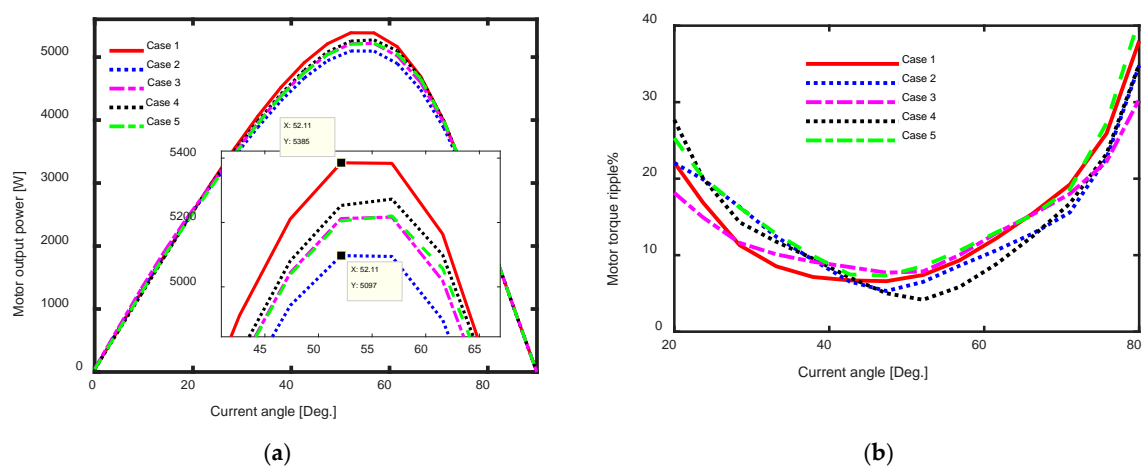 Motor output power [W]
5000
4000
3000
2000
1000
0
Case 1
Case 2
Case 3
Case 4
Case 5
X: 52.11
Y: 5385
5400
5200
5000
X: 52.11
Y: 5097
45 50 55 60 65
0 20 40 60 80
Current angle [Deg.]
(a)
Motor torque ripple%
40
30
20
10
0
Case 1
Case 2
Case 3
Case 4
Case 5
20 40 60 80
Current angle [Deg.]
(b)